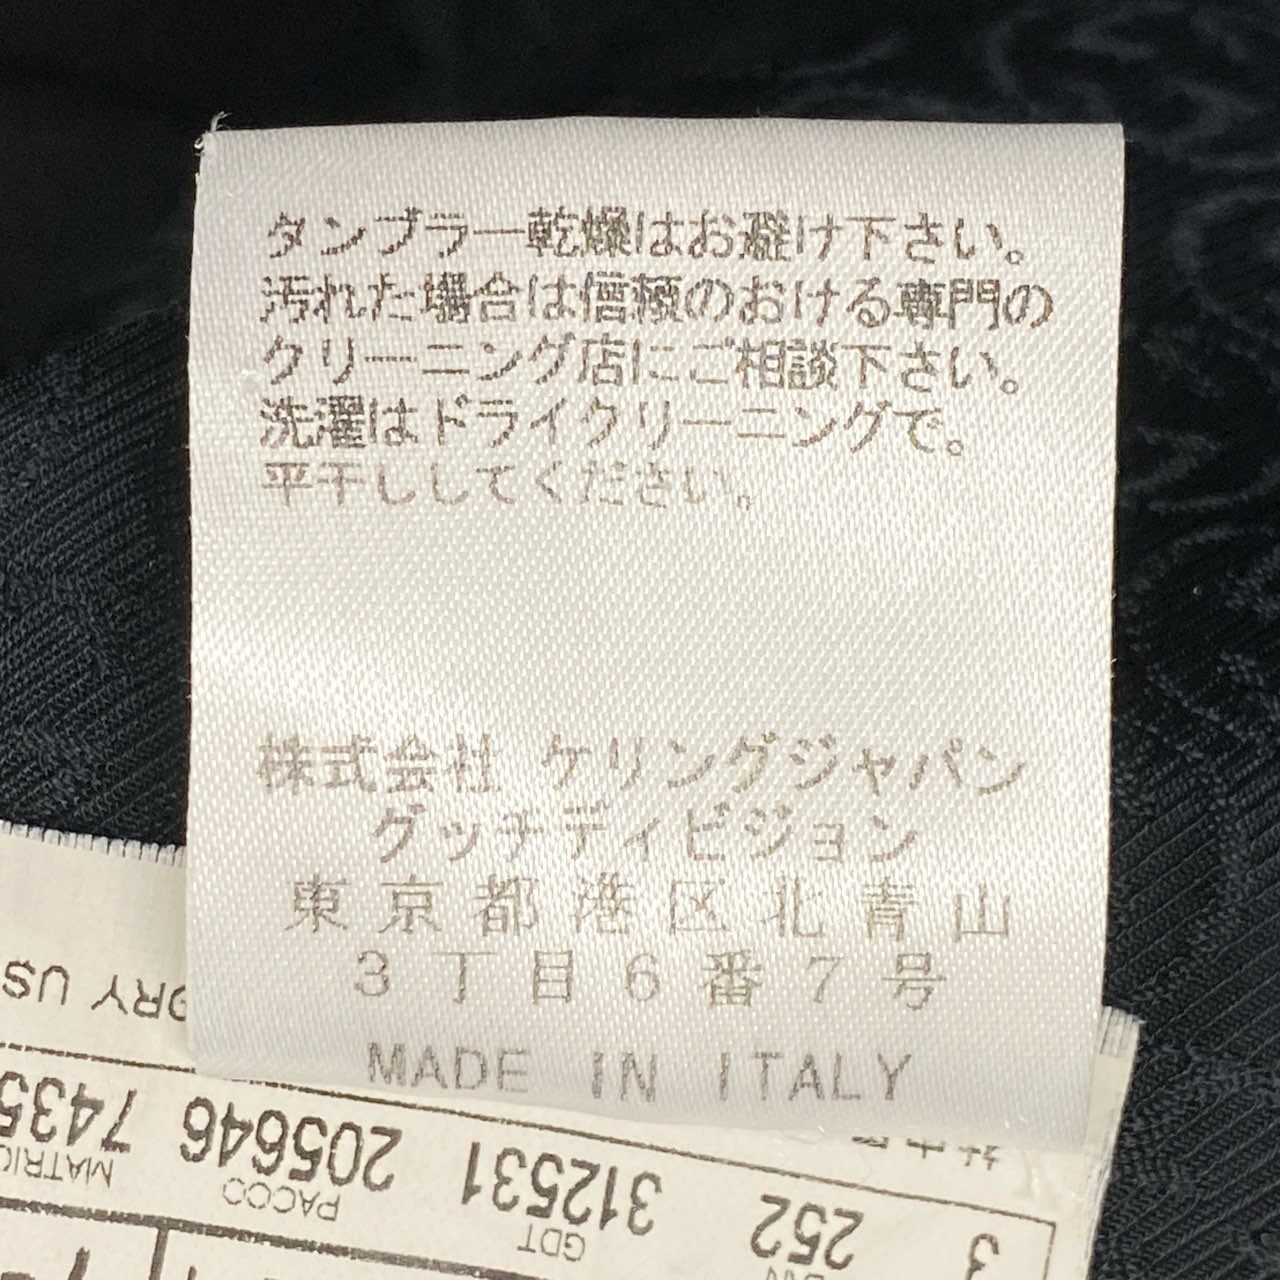 タンブラー乾燥はお避け下さい。
汚れた場合は信頼のおける専門の
クリーニング店にご相談下さい。
洗濯はドライクリーニングで。
平干ししてください。
株式会社 ケリングジャパン
グッチディビジョン
東京都港区北青山
3丁目6番7号
MADE IN ITALY
ORY US
7435
205646
312531
252
3
PACCO
GDT